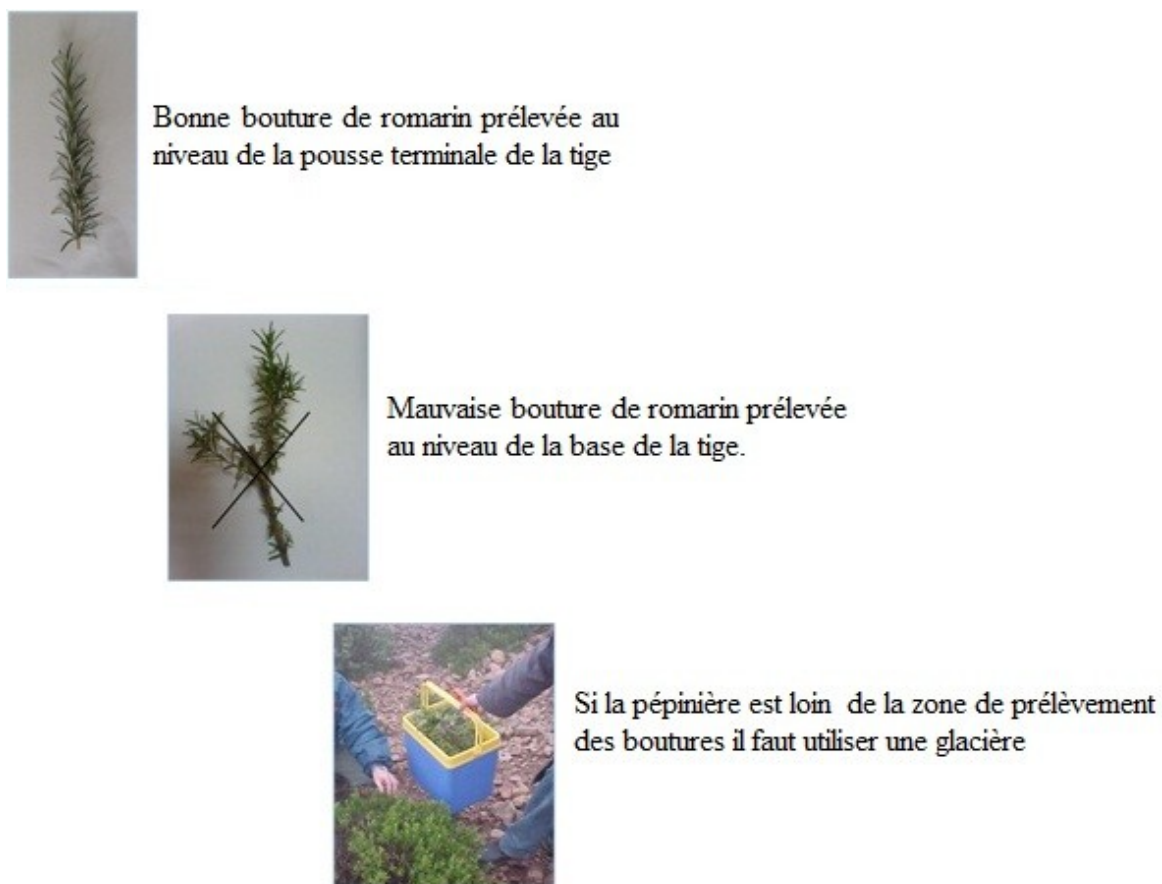 Bonne bouture de romarin prélevée au
niveau de la pousse terminale de la tige
Mauvaise bouture de romarin prélevée
au niveau de la base de la tige.
Si la pépinière est loin de la zone de prélèvement
des boutures il faut utiliser une glacière